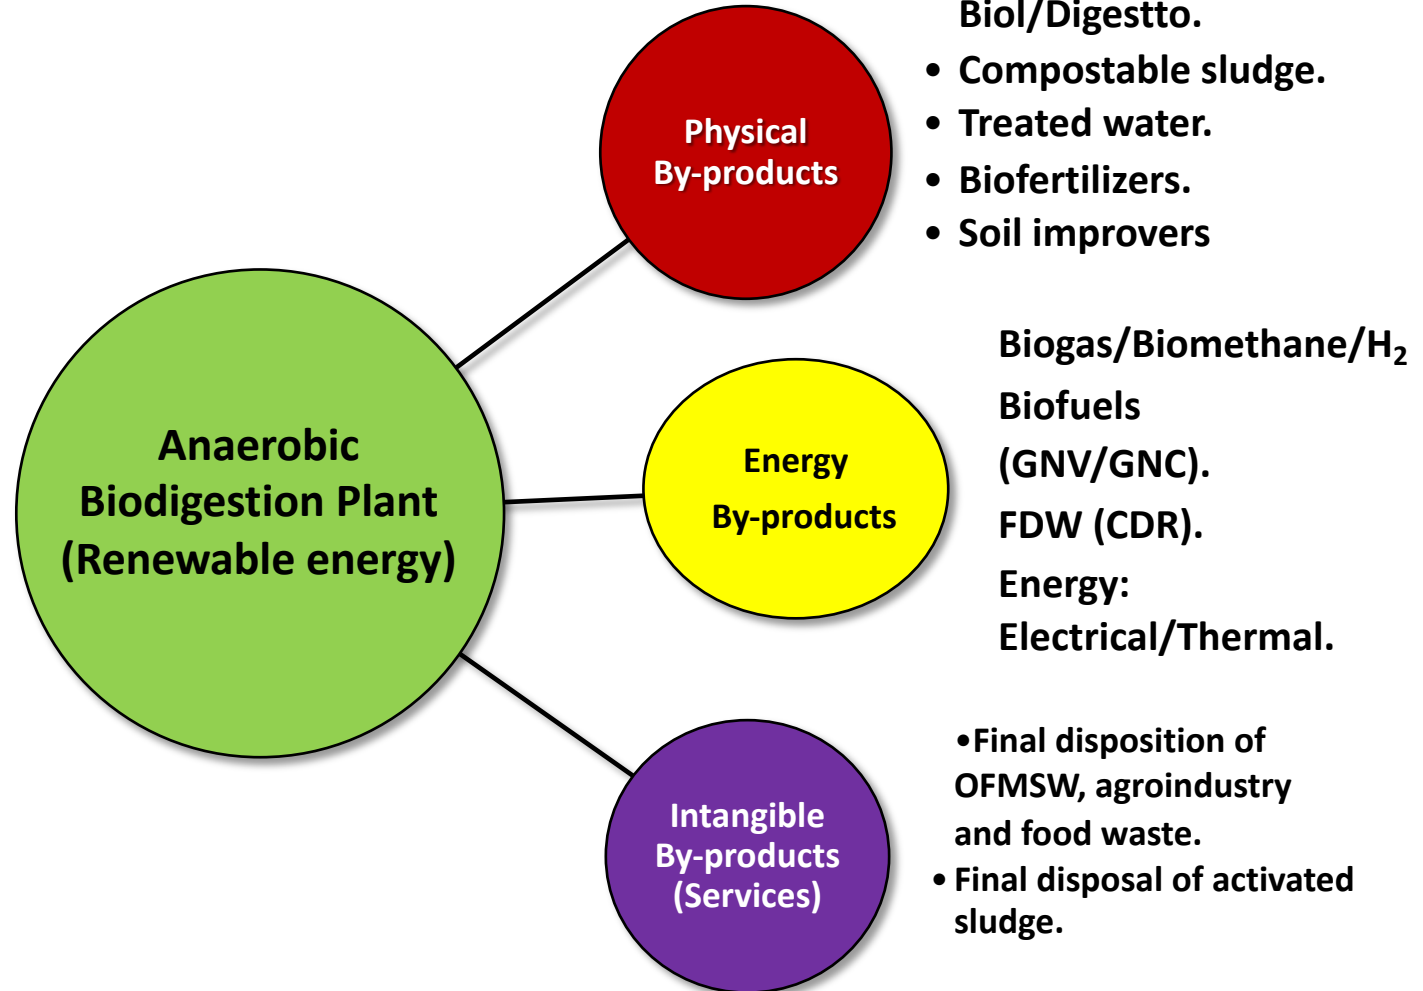 Anaerobic
Biodigestion Plant
(Renewable energy)
Physical
By-products
Biol/Digestto.
• Compostable sludge.
• Treated water.
• Biofertilizers.
• Soil improvers
Energy
By-products
Biogas/Biomethane/H₂
Biofuels
(GNV/GNC).
FDW (CDR).
Energy:
Electrical/Thermal.
Intangible
By-products
(Services)
•Final disposition of
OFMSW, agroindustry
and food waste.
• Final disposal of activated
sludge.